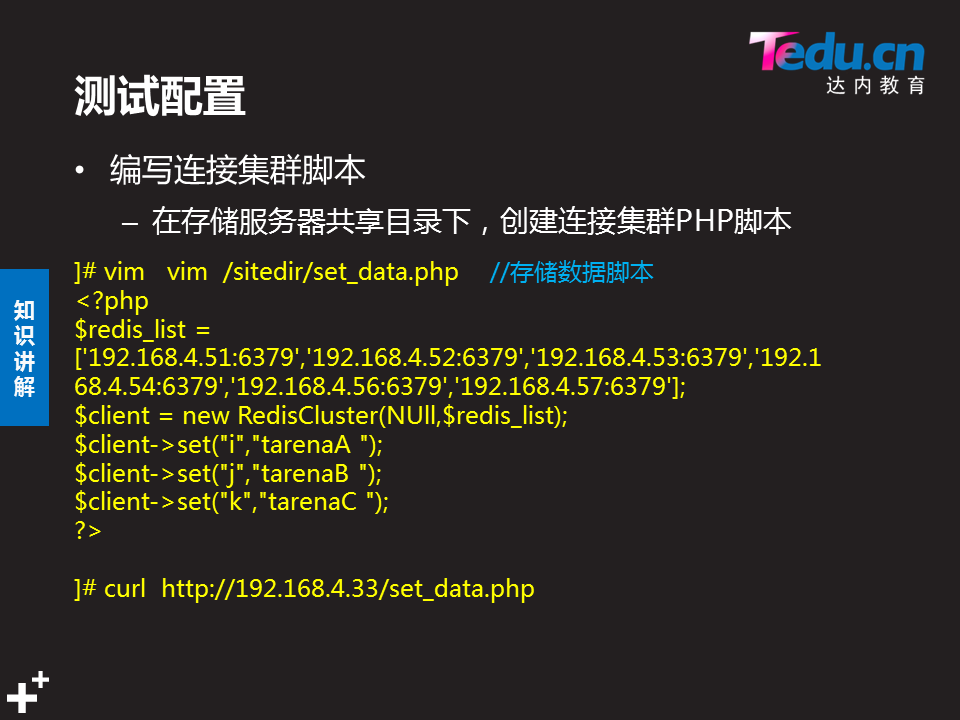 Tedu.cn
达内教育
测试配置
• 编写连接集群脚本
– 在存储服务器共享目录下，创建连接集群PHP脚本
]# vim   vim  /sitedir/set_data.php    //存储数据脚本
<?php
$redis_list =
['192.168.4.51:6379','192.168.4.52:6379','192.168.4.53:6379','192.1
68.4.54:6379','192.168.4.56:6379','192.168.4.57:6379'];
$client = new RedisCluster(NUll,$redis_list);
$client->set("i","tarenaA ");
$client->set("j","tarenaB ");
$client->set("k","tarenaC ");
?>
]# curl  http://192.168.4.33/set_data.php
知识讲解